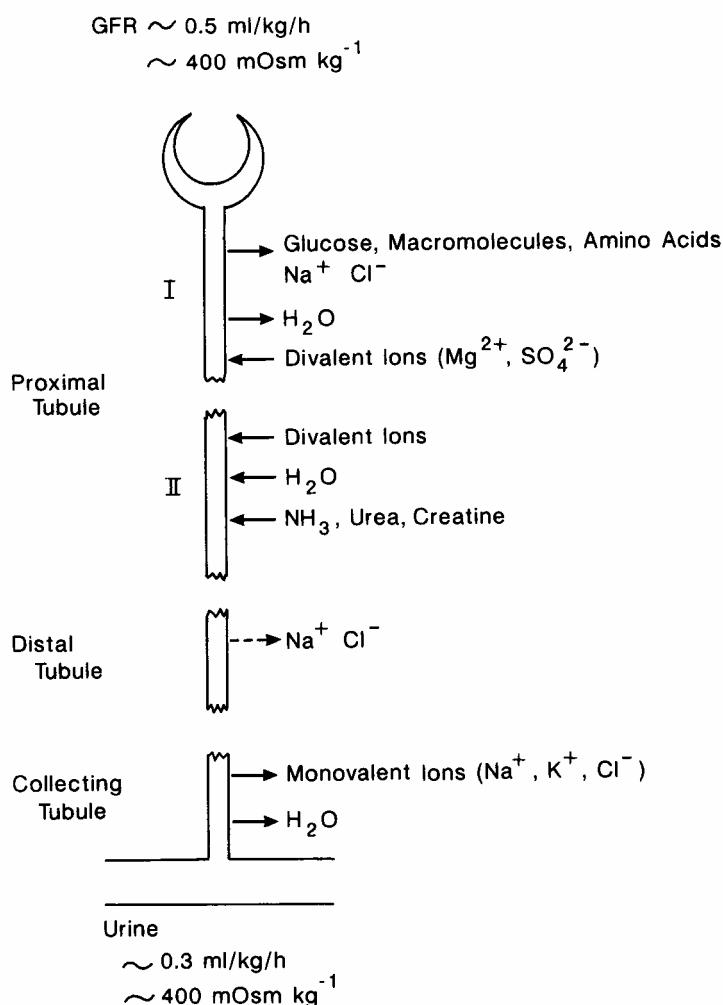 GFR ~ 0.5 ml/kg/h
~ 400 mOsm kg⁻¹
Glucose, Macromolecules, Amino Acids
Na⁺ Cl⁻
I
H₂O
Divalent Ions (Mg²⁺, SO₄²⁻)
Proximal
Tubule
Divalent Ions
II
H₂O
NH₃, Urea, Creatine
Distal
Tubule
Na⁺ Cl⁻
Collecting
Tubule
Monovalent Ions (Na⁺, K⁺, Cl⁻)
H₂O
Urine
~ 0.3 ml/kg/h
~ 400 mOsm kg⁻¹